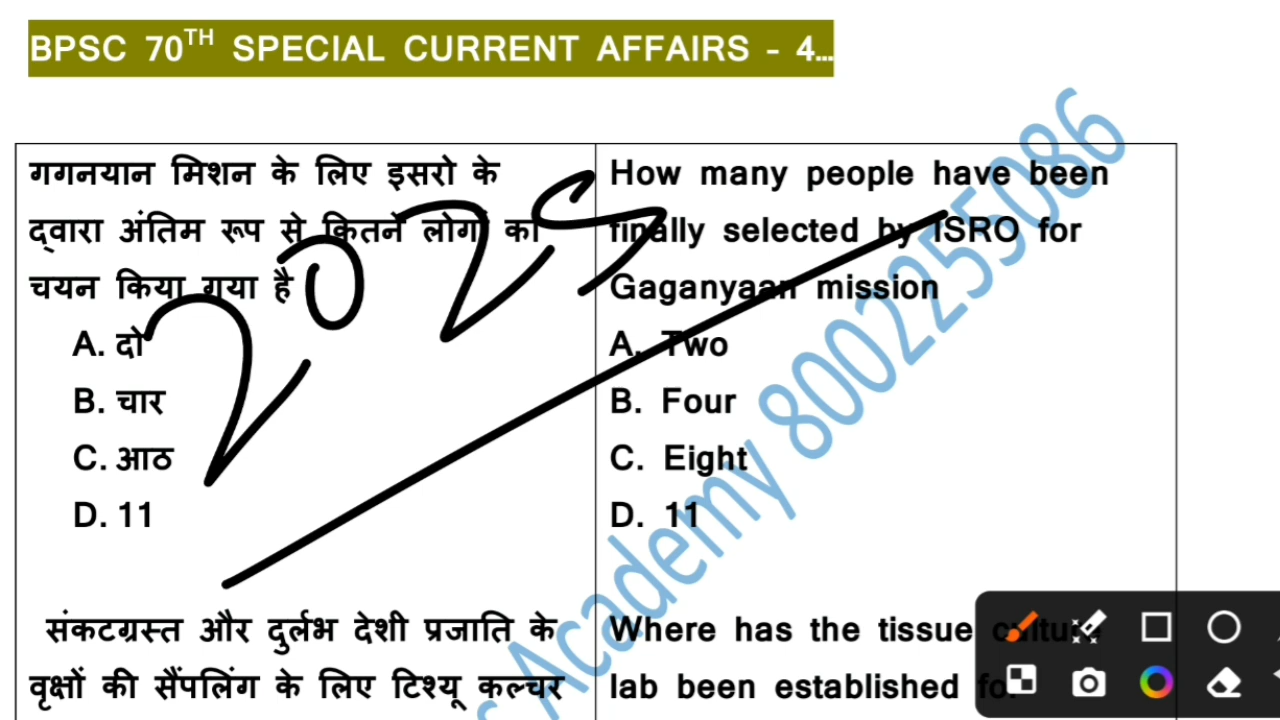 BPSC 70TH SPECIAL CURRENT AFFAIRS - 4...
गगनयान मिशन के लिए इसरो के
द्वारा अंतिम रूप से कितने लोगों का
चयन किया गया है
A. दो
B. चार
C. आठ
D. 11
संकटग्रस्त और दुर्लभ देशी प्रजाति के
वृक्षों की सैंपलिंग के लिए टिश्यू कल्चर
How many people have been
finally selected by ISRO for
Gaganyaan mission
A. Two
B. Four
C. Eight
D. 11
Where has the tissue culture
lab been established for
2025
Academy 8002255086